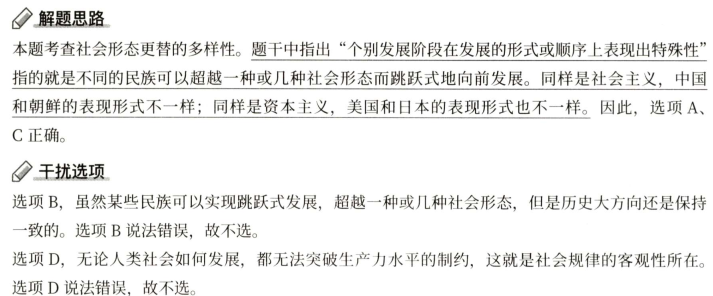 解题思路
本题考查社会形态更替的多样性。题干中指出“个别发展阶段在发展的形式或顺序上表现出特殊性”
指的就是不同的民族可以超越一种或几种社会形态而跳跃式地向前发展。同样是社会主义，中国
和朝鲜的表现形式不一样；同样是资本主义，美国和日本的表现形式也不一样。因此，选项 A、
C 正确。
干扰选项
选项 B，虽然某些民族可以实现跳跃式发展，超越一种或几种社会形态，但是历史大方向还是保持
一致的。选项 B 说法错误，故不选。
选项 D，无论人类社会如何发展，都无法突破生产力水平的制约，这就是社会规律的客观性所在。
选项 D 说法错误，故不选。